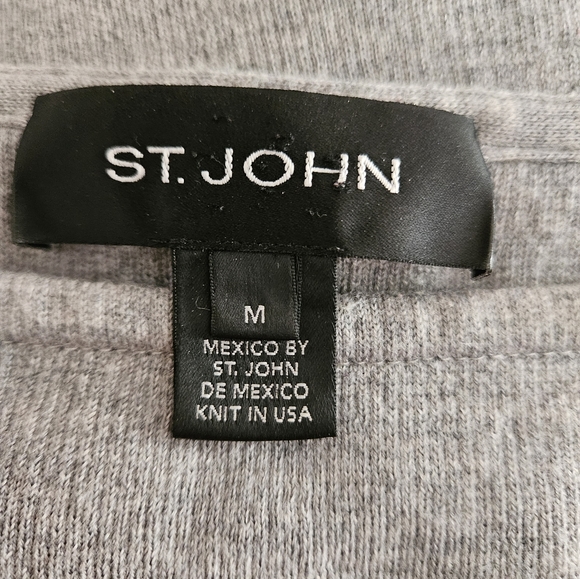 ST. JOHN
M
MEXICO BY
ST. JOHN
DE MEXICO
KNIT IN USA